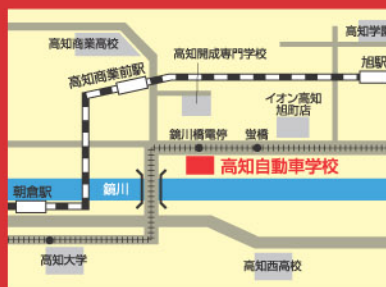 高知学園
高知商業高校
高知開成専門学校
旭駅
高知商業前駅
イオン高知
旭町店
鏡川橋電停
蛍橋
高知自動車学校
朝倉駅
鏡川
高知大学
高知西高校